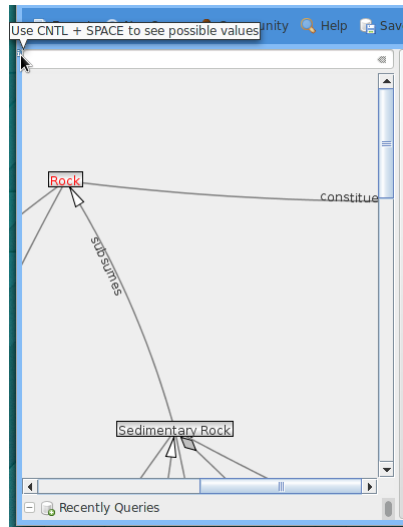 Use CNTL + SPACE to see possible values
unity
Help
Sav
Rock
constitue
subsumes
Sedimentary Rock
Recently Queries